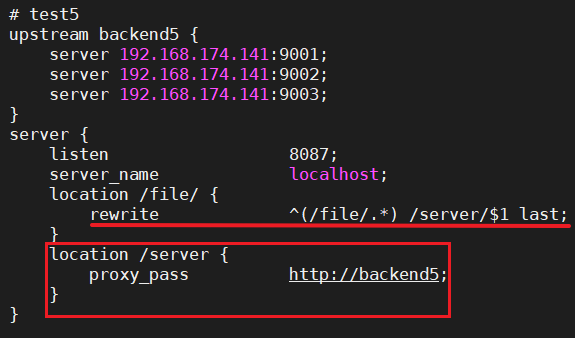 # test5
upstream backend5 {
    server 192.168.174.141:9001;
    server 192.168.174.141:9002;
    server 192.168.174.141:9003;
}
server {
    listen                8087;
    server_name           localhost;
    location /file/ {
        rewrite           ^(/file/.*) /server/$1 last;
    }
    location /server {
        proxy_pass        http://backend5;
    }
}